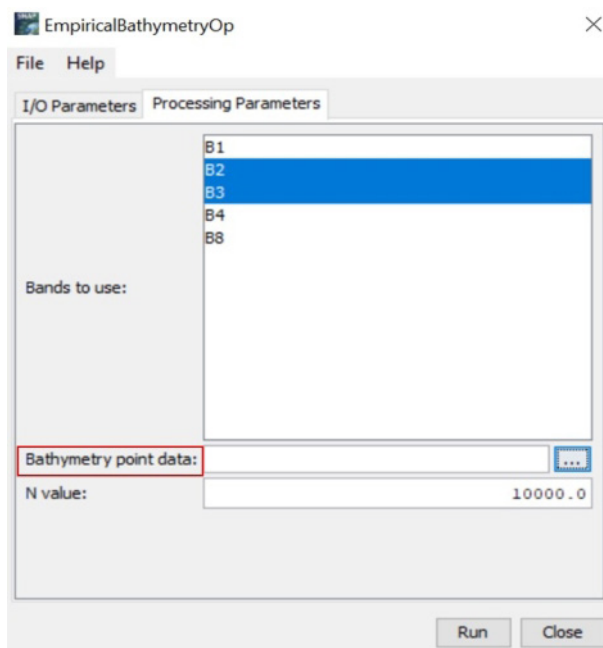 EmpiricalBathymetryOp
File Help
I/O Parameters Processing Parameters
B1
B2
B3
B4
B8
Bands to use:
Bathymetry point data: ...
N value: 10000.0
Run Close